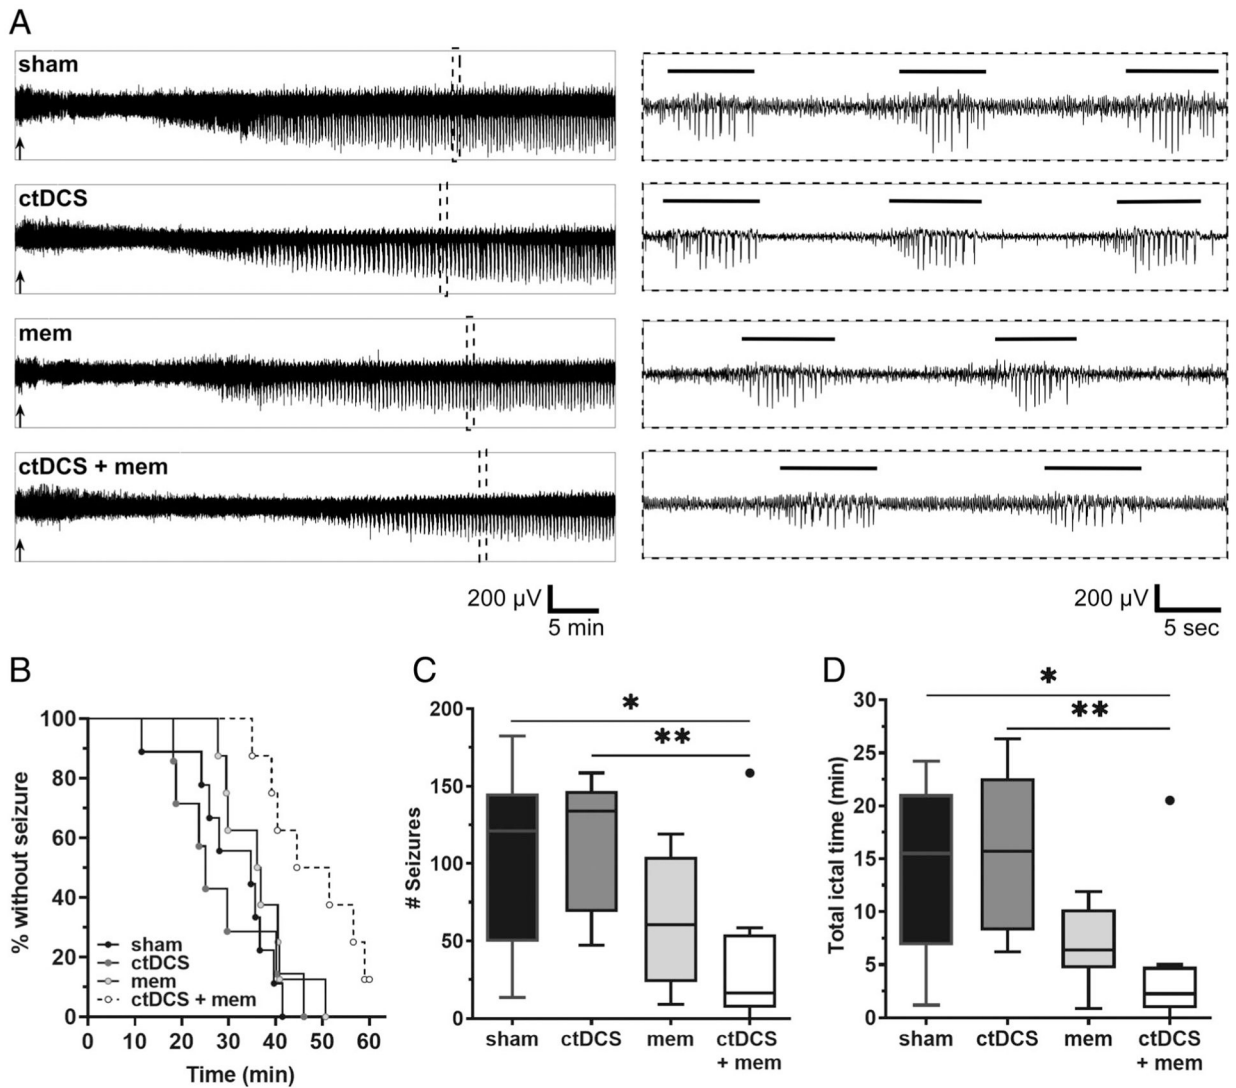 A
sham
ctDCS
mem
ctDCS + mem
200 µV
5 min
200 µV
5 sec
B
% without seizure
100
80
60
40
20
0
sham
ctDCS
mem
ctDCS + mem
0 10 20 30 40 50 60
Time (min)
C
*
**
# Seizures
200
150
100
50
0
sham ctDCS mem ctDCS
+ mem
D
*
**
Total ictal time (min)
30
25
20
15
10
5
0
sham ctDCS mem ctDCS
+ mem